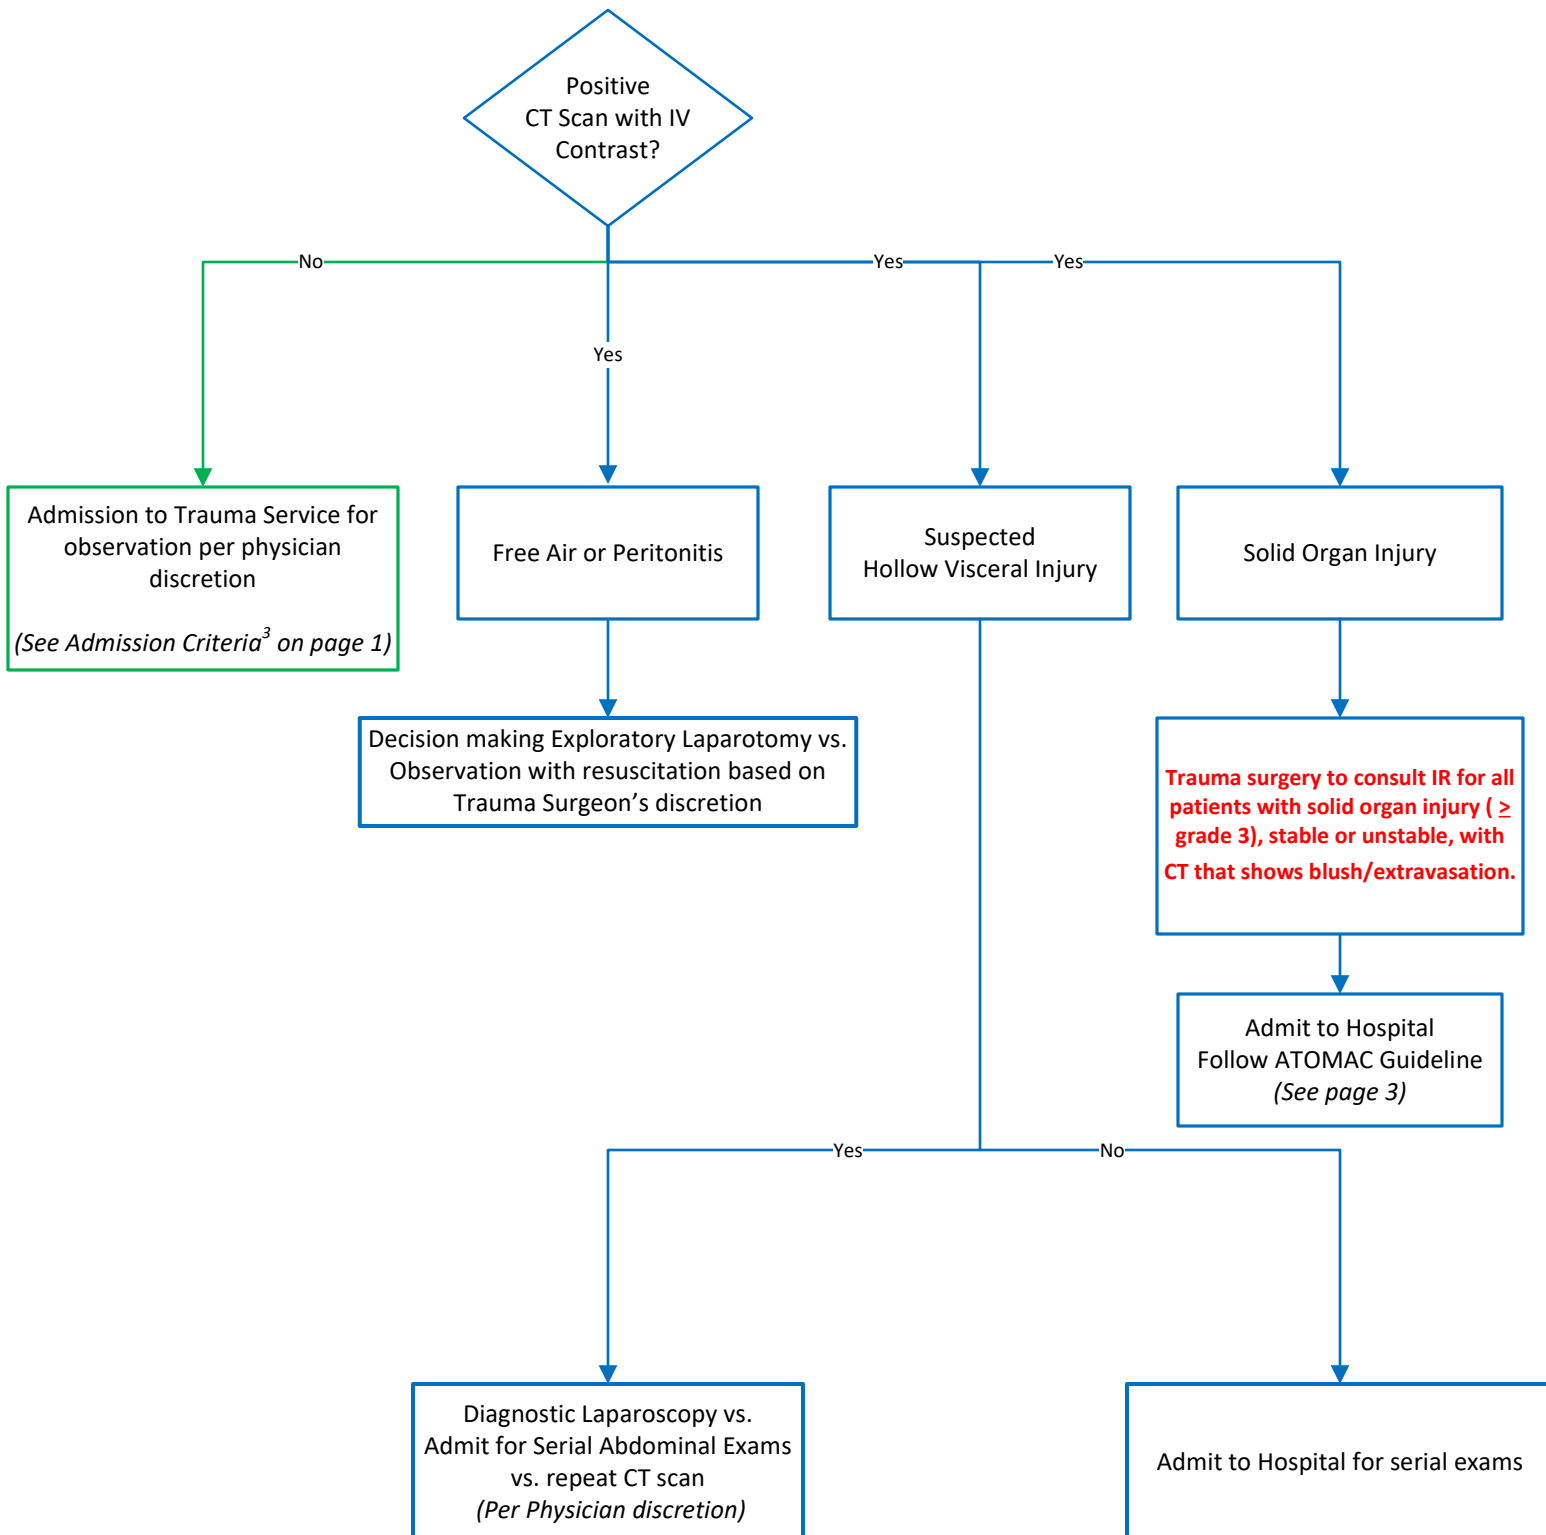 Positive
CT Scan with IV
Contrast?
No
Yes
Yes
Yes
Admission to Trauma Service for
observation per physician
discretion
(See Admission Criteria³ on page 1)
Free Air or Peritonitis
Suspected
Hollow Visceral Injury
Solid Organ Injury
Decision making Exploratory Laparotomy vs.
Observation with resuscitation based on
Trauma Surgeon’s discretion
Trauma surgery to consult IR for all
patients with solid organ injury ( ≥
grade 3), stable or unstable, with
CT that shows blush/extravasation.
Admit to Hospital
Follow ATOMAC Guideline
(See page 3)
Yes
No
Diagnostic Laparoscopy vs.
Admit for Serial Abdominal Exams
vs. repeat CT scan
(Per Physician discretion)
Admit to Hospital for serial exams